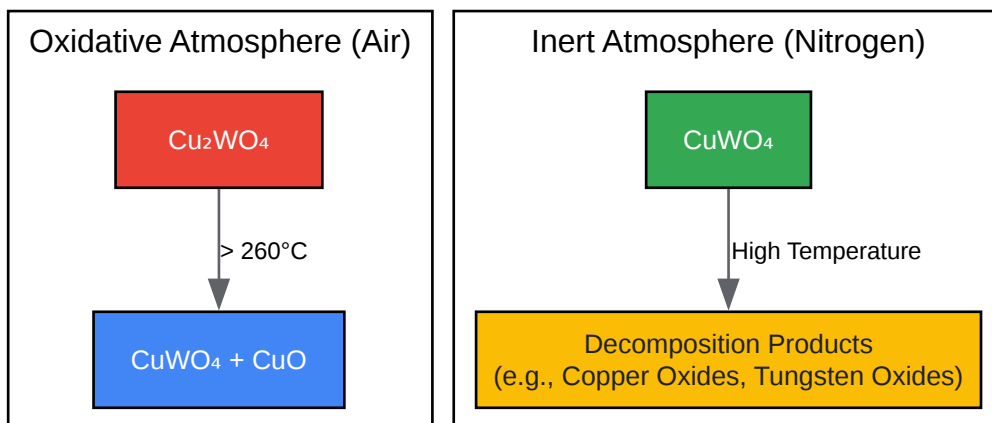 Oxidative Atmosphere (Air)
Cu₂WO₄
> 260°C
CuWO₄ + CuO
Inert Atmosphere (Nitrogen)
CuWO₄
High Temperature
Decomposition Products
(e.g., Copper Oxides, Tungsten Oxides)